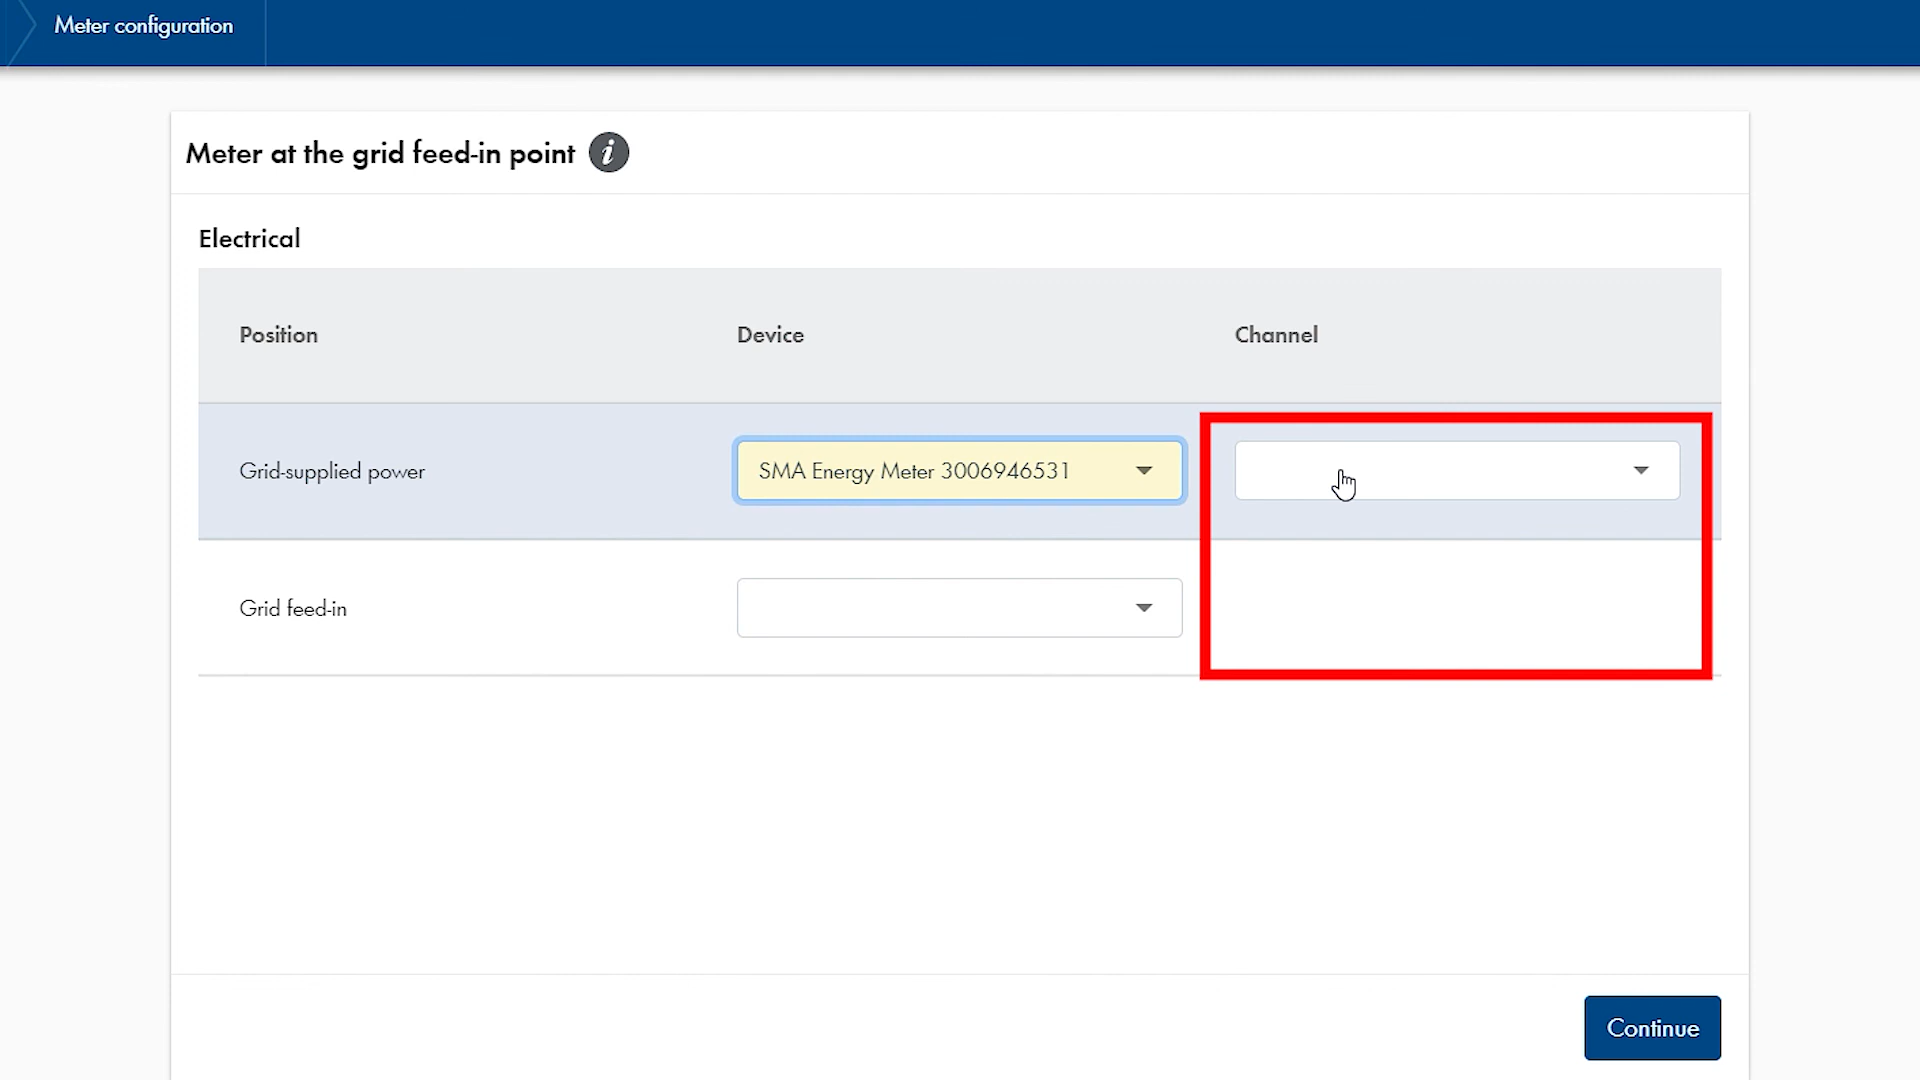 Meter configuration
Meter at the grid feed-in point i
Electrical
Position Device Channel
Grid-supplied power SMA Energy Meter 3006946531
Grid feed-in
Continue